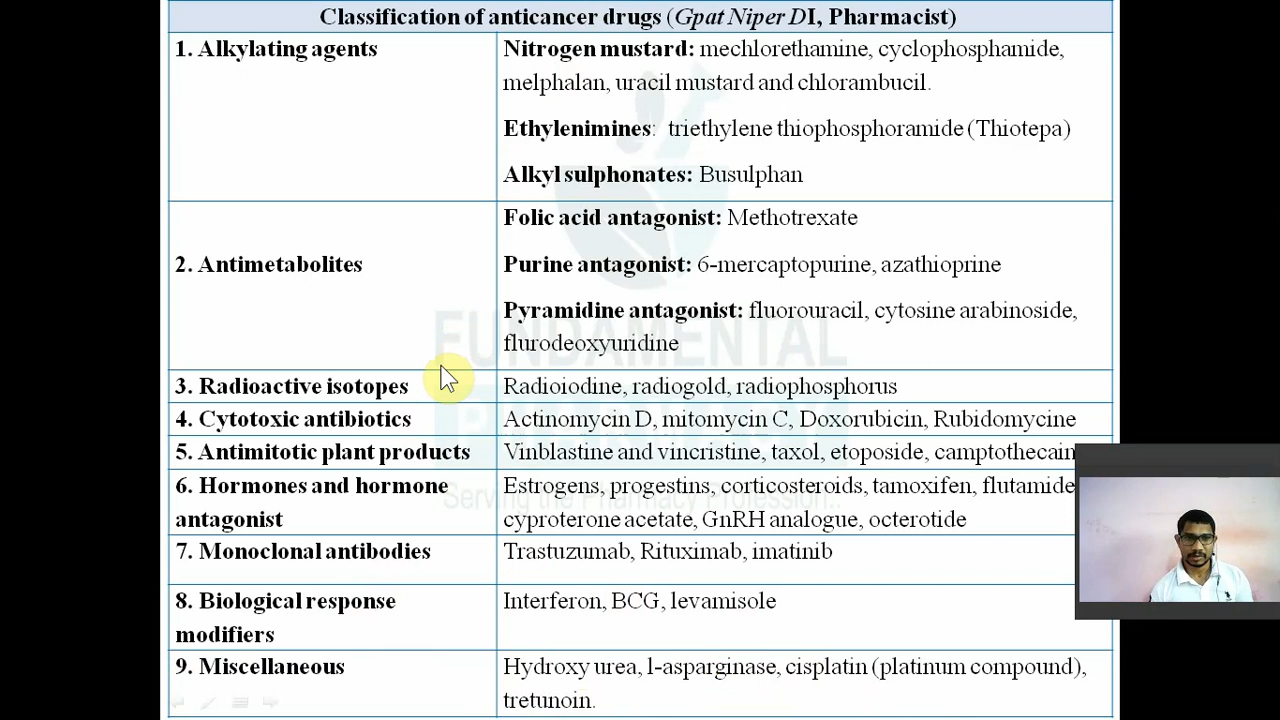 Classification of anticancer drugs (Gpat Niper DI, Pharmacist)
1. Alkylating agents
Nitrogen mustard: mechlorethamine, cyclophosphamide,
melphalan, uracil mustard and chlorambucil.
Ethylenimines: triethylene thiophosphoramide (Thiotepa)
Alkyl sulphonates: Busulphan
2. Antimetabolites
Folic acid antagonist: Methotrexate
Purine antagonist: 6-mercaptopurine, azathioprine
Pyramidine antagonist: fluorouracil, cytosine arabinoside,
flurodeoxyuridine
3. Radioactive isotopes
Radioiodine, radiogold, radiophosphorus
4. Cytotoxic antibiotics
Actinomycin D, mitomycin C, Doxorubicin, Rubidomycine
5. Antimitotic plant products
Vinblastine and vincristine, taxol, etoposide, camptothecain
6. Hormones and hormone
antagonist
Estrogens, progestins, corticosteroids, tamoxifen, flutamide
cyproterone acetate, GnRH analogue, octerotide
7. Monoclonal antibodies
Trastuzumab, Rituximab, imatinib
8. Biological response
modifiers
Interferon, BCG, levamisole
9. Miscellaneous
Hydroxy urea, l-asparginase, cisplatin (platinum compound),
tretunoin.
FUNDAMENTAL
Serving the Pharmacy Profession..